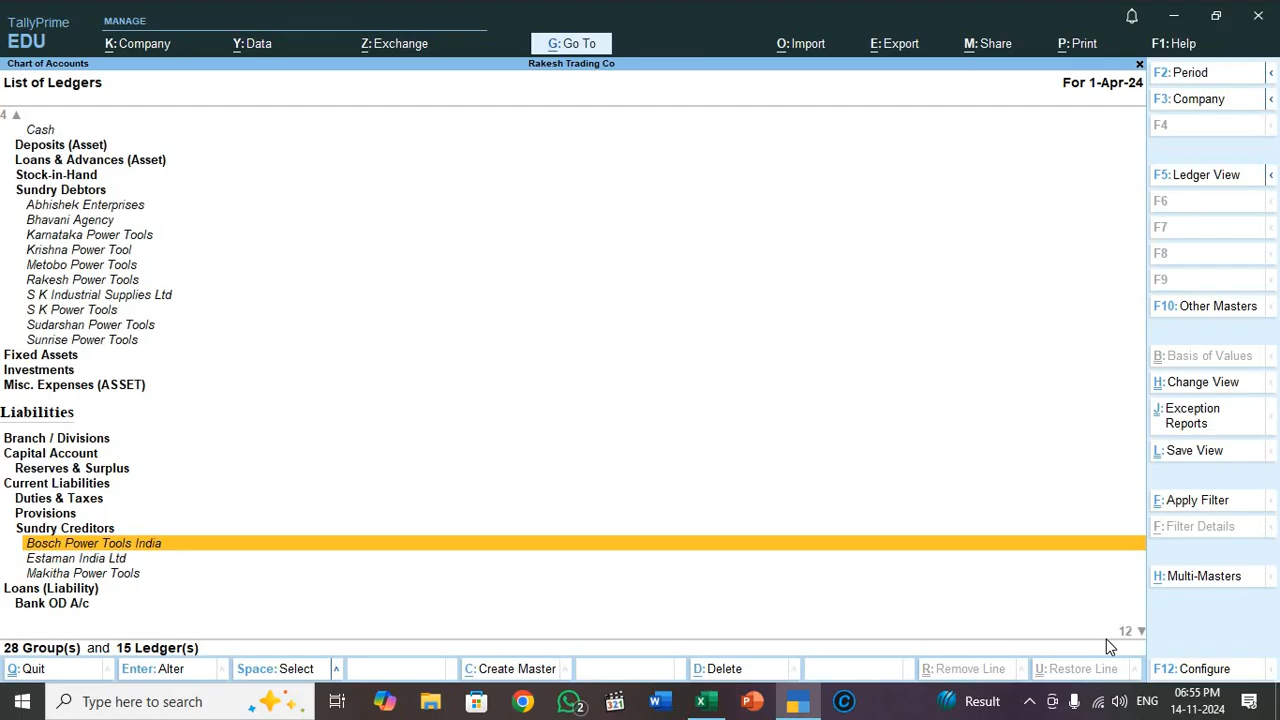 TallyPrime
EDU
MANAGE
K:Company
Y:Data
Z:Exchange
G:Go To
O:Import
E:Export
M:Share
P:Print
F1:Help
Chart of Accounts
Rakesh Trading Co
List of Ledgers
For 1-Apr-24
4
Cash
Deposits (Asset)
Loans & Advances (Asset)
Stock-in-Hand
Sundry Debtors
Abhishek Enterprises
Bhavani Agency
Karnataka Power Tools
Krishna Power Tool
Metobo Power Tools
Rakesh Power Tools
S K Industrial Supplies Ltd
S K Power Tools
Sudarshan Power Tools
Sunrise Power Tools
Fixed Assets
Investments
Misc. Expenses (ASSET)
Liabilities
Branch / Divisions
Capital Account
Reserves & Surplus
Current Liabilities
Duties & Taxes
Provisions
Sundry Creditors
Bosch Power Tools India
Estaman India Ltd
Makitha Power Tools
Loans (Liability)
Bank OD A/c
12
28 Group(s) and 15 Ledger(s)
F2:Period
F3:Company
F4
F5:Ledger View
F6
F7
F8
F9
F10:Other Masters
B:Basis of Values
H:Change View
J:Exception
Reports
L:Save View
F:Apply Filter
F:Filter Details
H:Multi-Masters
Q:Quit
Enter:Alter
Space:Select
C:Create Master
D:Delete
R:Remove Line
U:Restore Line
F12:Configure
Type here to search
2
321
Result
ENG
06:55 PM
14-11-2024